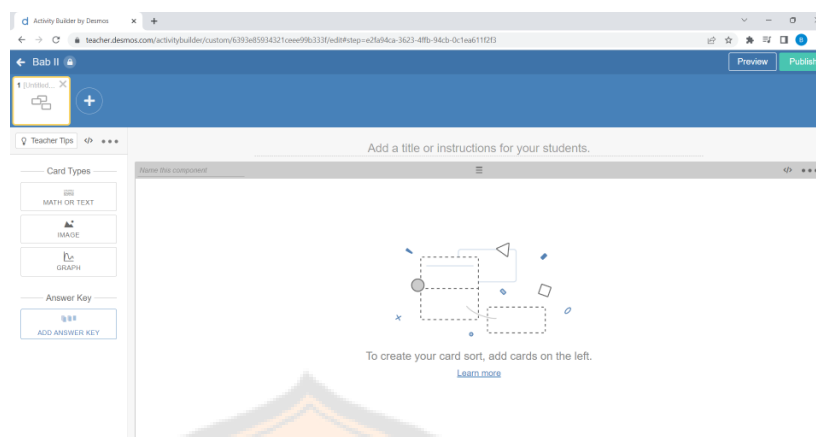 Activity Builder by Desmos
teacher.desmos.com/activitybuilder/custom/6393e85934321ceee99b333f/edit#step=e2fa94ca-3623-4ffb-94cb-0c1ea611f2f3
B
Bab II
Preview
Publish
1 (Untitled...
Teacher Tips
Add a title or instructions for your students.
Card Types
Name this component
MATH OR TEXT
IMAGE
GRAPH
Answer Key
ADD ANSWER KEY
To create your card sort, add cards on the left.
Learn more